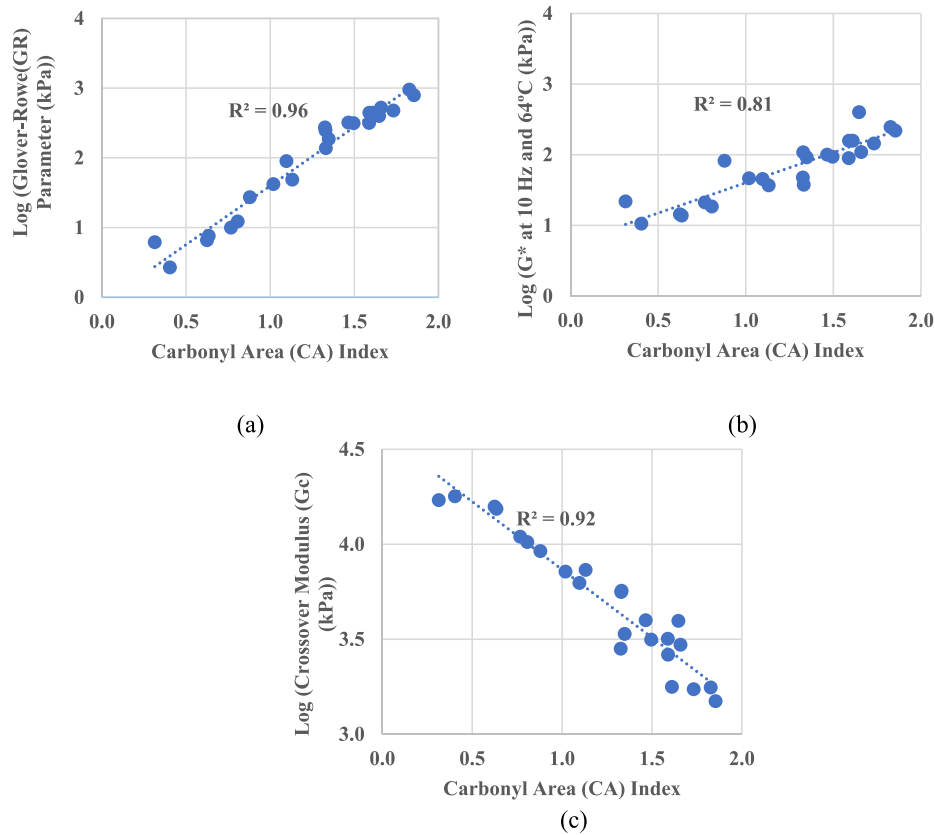 (a)
Log (Glover-Rowe(GR)
Parameter (kPa))
4
3
2
1
0
R² = 0.96
0.0 0.5 1.0 1.5 2.0
Carbonyl Area (CA) Index
(b)
Log (G* at 10 Hz and 64ºC (kPa))
4
3
2
1
0
R² = 0.81
0.0 0.5 1.0 1.5 2.0
Carbonyl Area (CA) Index
(a)
(b)
Log (Crossover Modulus (Gc)
(kPa))
4.5
4.0
3.5
3.0
R² = 0.92
0.0 0.5 1.0 1.5 2.0
Carbonyl Area (CA) Index
(c)